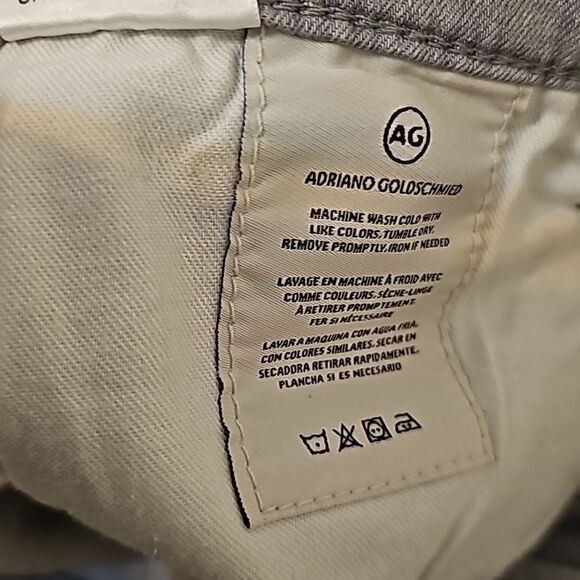 AG
ADRIANO GOLDSCHMIED
MACHINE WASH COLD WITH
LIKE COLORS, TUMBLE DRY.
REMOVE PROMPTLY. IRON IF NEEDED
LAVAGE EN MACHINE À FROID AVEC
COMME COULEURS. SÈCHE-LINGE
À RETIRER PROMPTEMENT.
FER SI NÉCESSAIRE
LAVAR A MAQUINA CON AGUA FRIA,
CON COLORES SIMILARES. SECAR EN
SECADORA RETIRAR RAPIDAMENTE.
PLANCHA SI ES NECESARIO